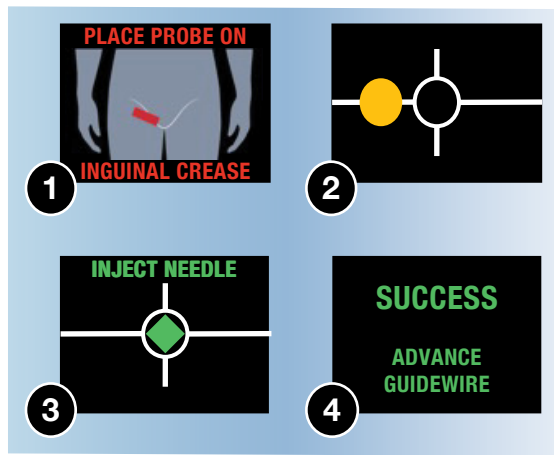 PLACE PROBE ON
INGUINAL CREASE
1
2
INJECT NEEDLE
3
SUCCESS
ADVANCE
GUIDEWIRE
4